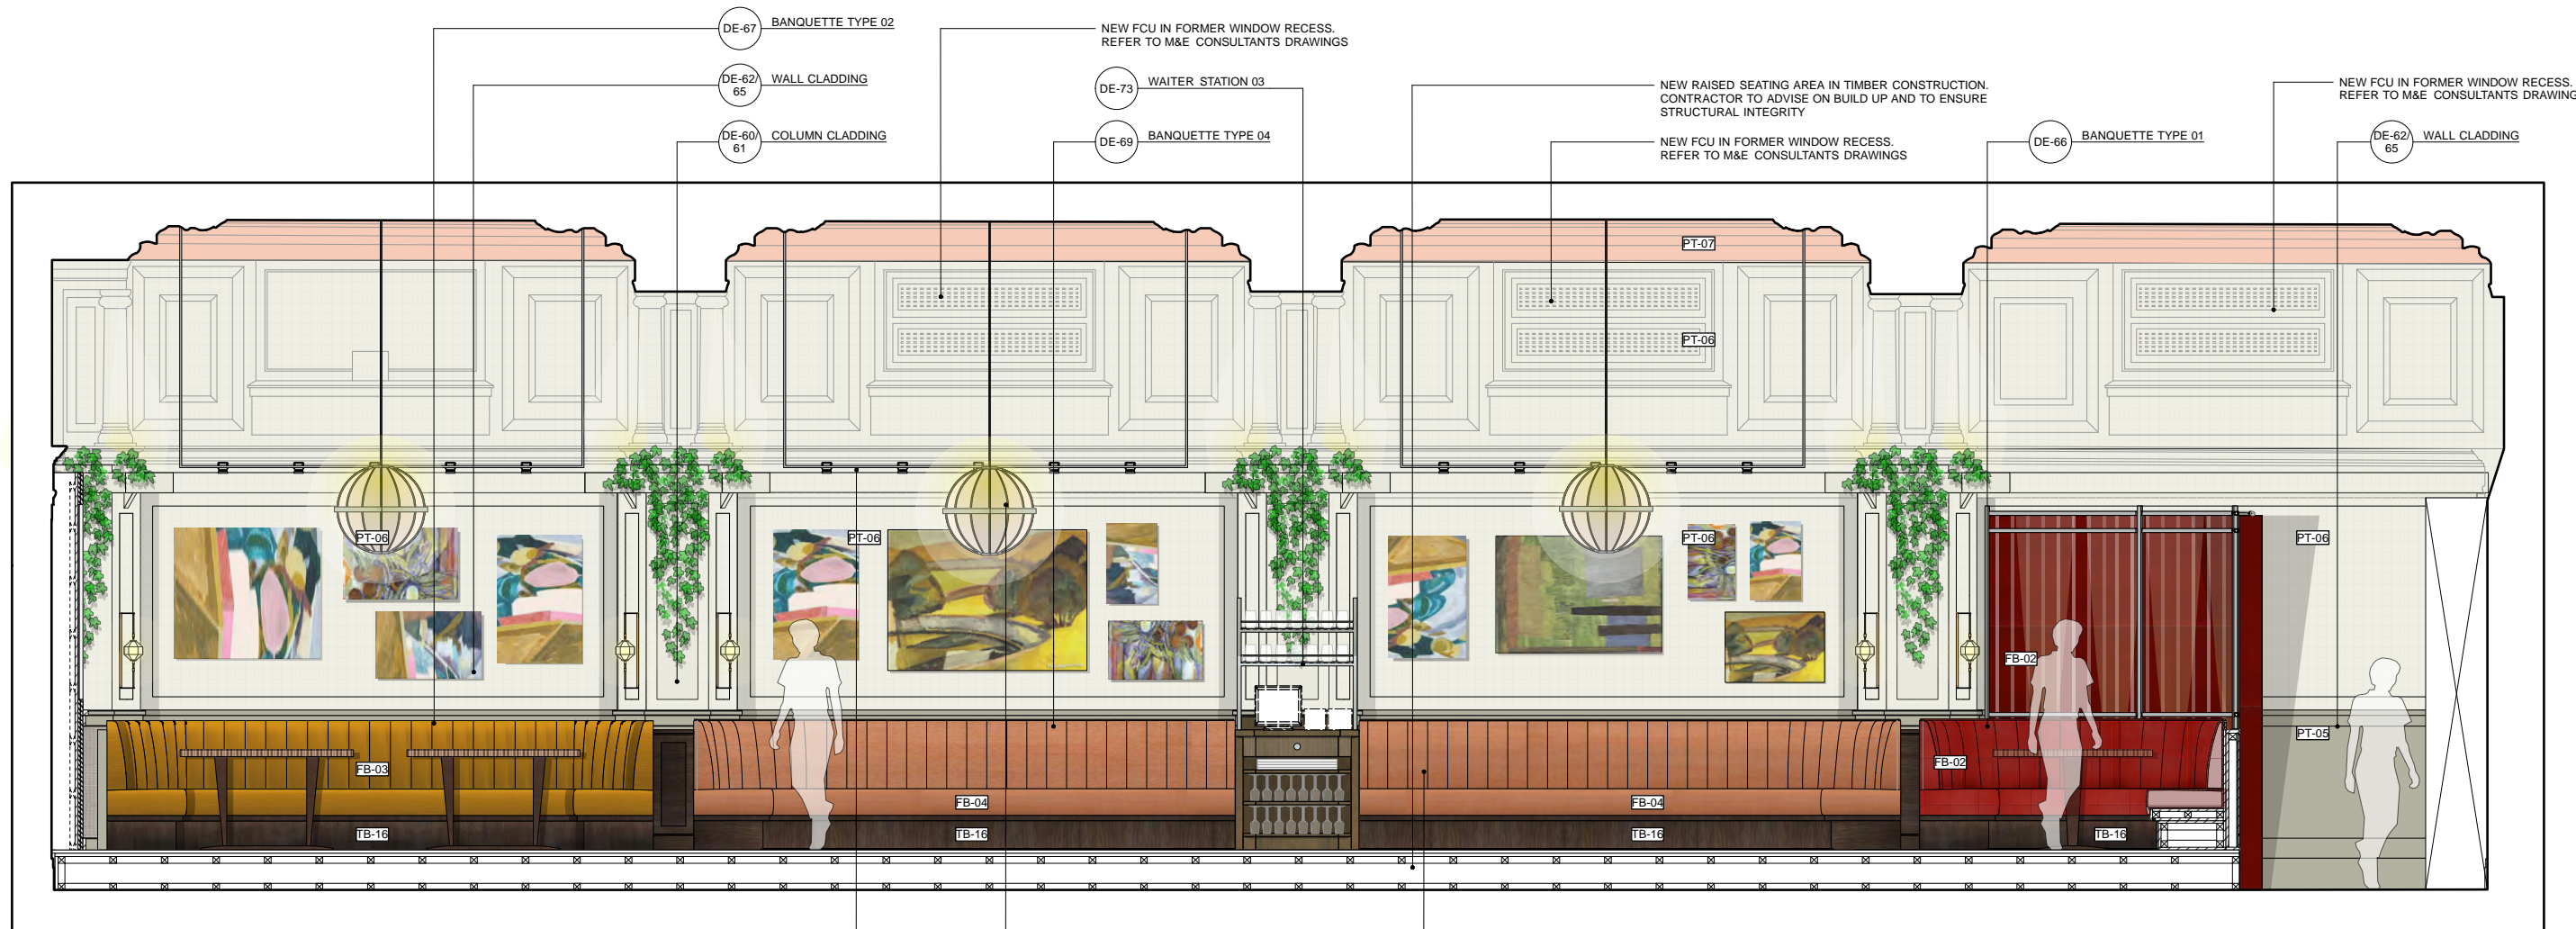 DE-67 BANQUETTE TYPE 02
NEW FCU IN FORMER WINDOW RECESS.
REFER TO M&E CONSULTANTS DRAWINGS
DE-62/
65
WALL CLADDING
DE-73 WAITER STATION 03
NEW RAISED SEATING AREA IN TIMBER CONSTRUCTION.
CONTRACTOR TO ADVISE ON BUILD UP AND TO ENSURE
STRUCTURAL INTEGRITY
NEW FCU IN FORMER WINDOW RECESS.
REFER TO M&E CONSULTANTS DRAWING
DE-60/
61
COLUMN CLADDING
DE-69 BANQUETTE TYPE 04
NEW FCU IN FORMER WINDOW RECESS.
REFER TO M&E CONSULTANTS DRAWINGS
DE-66 BANQUETTE TYPE 01
DE-62/
65
WALL CLADDING
PT-07
PT-06
PT-06
PT-06
PT-06
PT-06
FB-02
PT-05
FB-03
FB-02
FB-04
FB-04
TB-16
TB-16
TB-16
TB-16